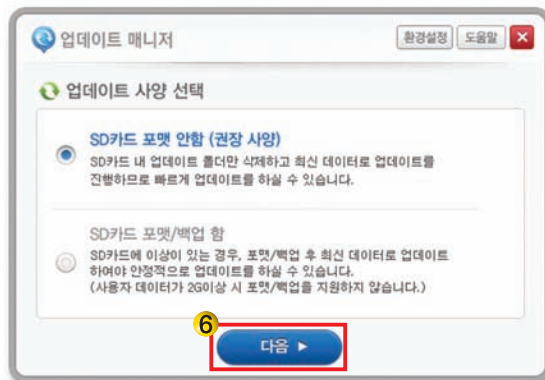 업데이트 매니저
환경설정
도움말
업데이트 사양 선택
SD카드 포맷 안함 (권장 사양)
SD카드 내 업데이트 폴더만 삭제하고 최신 데이터로 업데이트를
진행하므로 빠르게 업데이트를 하실 수 있습니다.
SD카드 포맷/백업 함
SD카드에 이상이 있는 경우, 포맷/백업 후 최신 데이터로 업데이트
하여야 안정적으로 업데이트를 하실 수 있습니다.
(사용자 데이터가 2G이상 시 포맷/백업을 지원하지 않습니다.)
6
다음